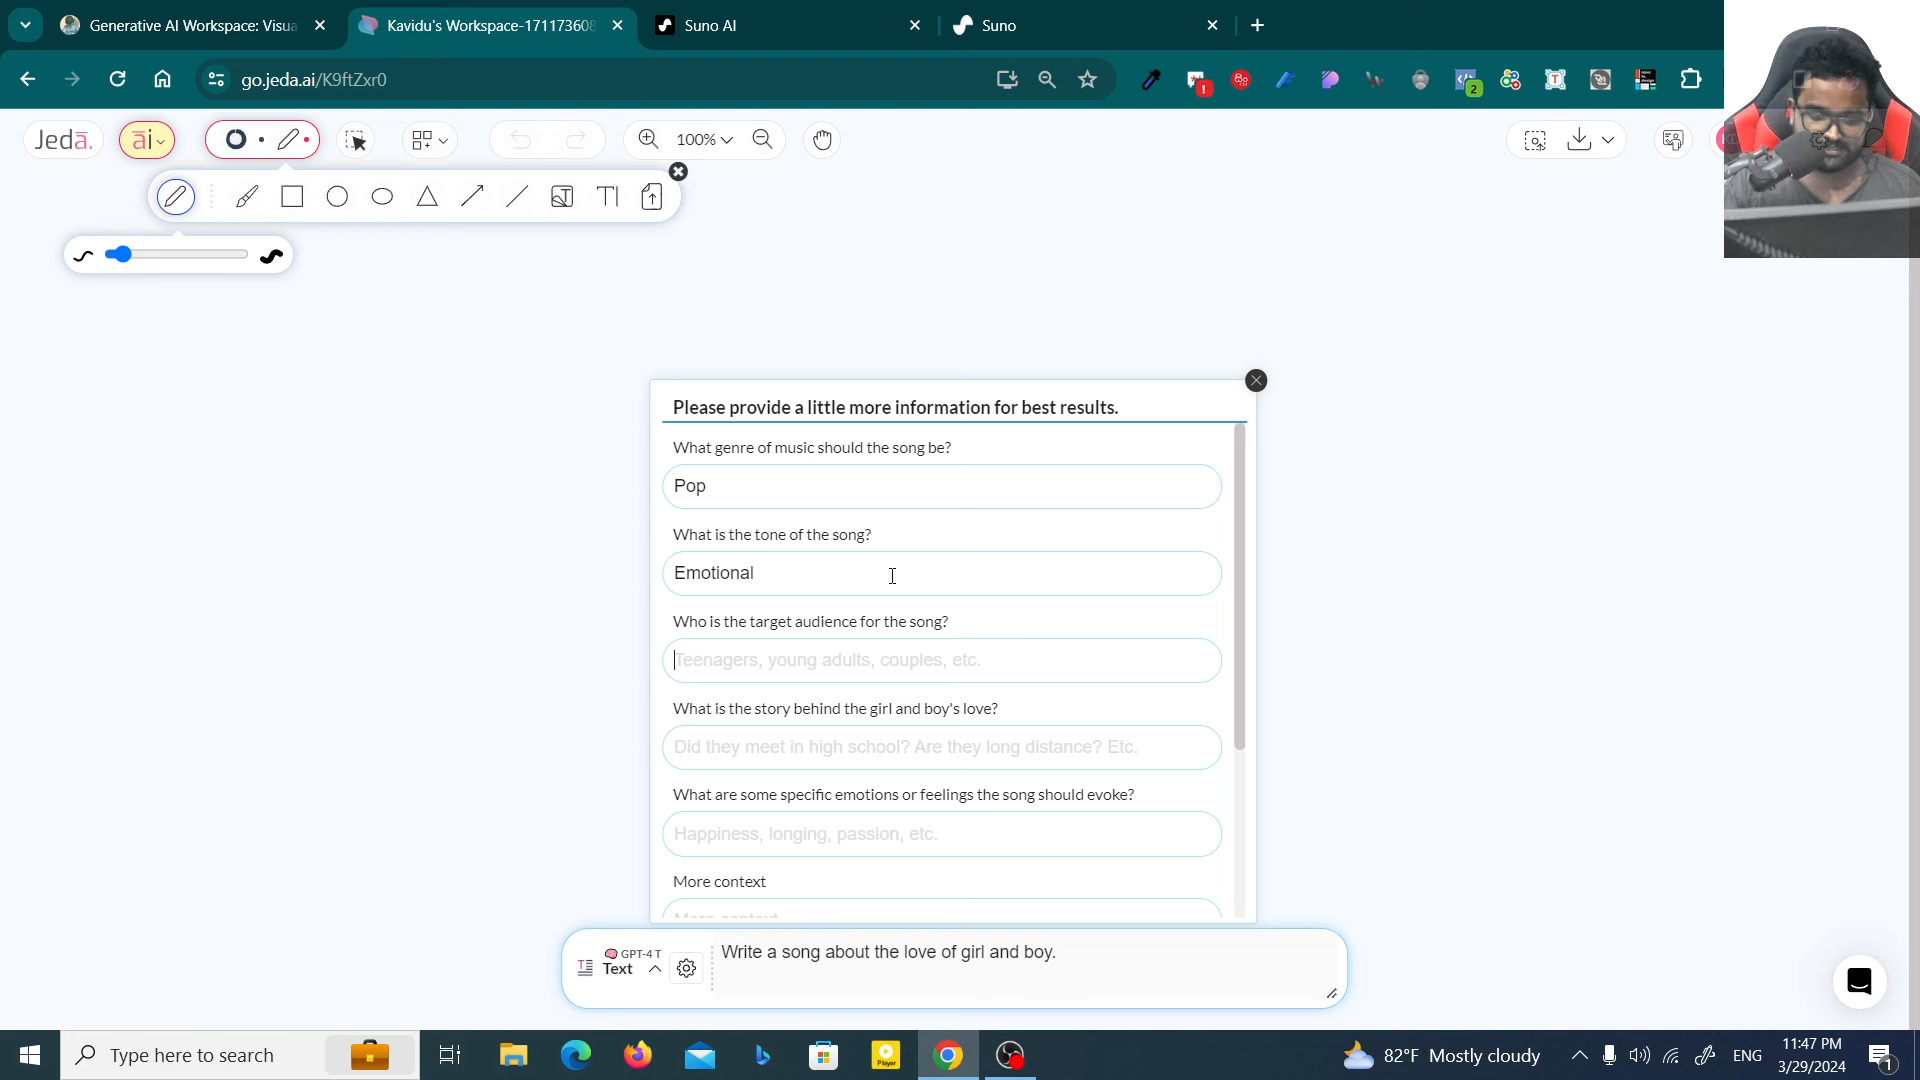 Generative AI Workspace: Visua
Kavidu's Workspace-171173608
Suno AI
Suno
go.jeda.ai/K9ftZxr0
2
Jedā.
āi
100%
T
Please provide a little more information for best results.
What genre of music should the song be?
Pop
What is the tone of the song?
Emotional
Who is the target audience for the song?
Teenagers, young adults, couples, etc.
What is the story behind the girl and boy's love?
Did they meet in high school? Are they long distance? Etc.
What are some specific emotions or feelings the song should evoke?
Happiness, longing, passion, etc.
More context
More context
GPT-4 T
Text
Write a song about the love of girl and boy.
Type here to search
Player
82°F Mostly cloudy
ENG
11:47 PM
3/29/2024
1